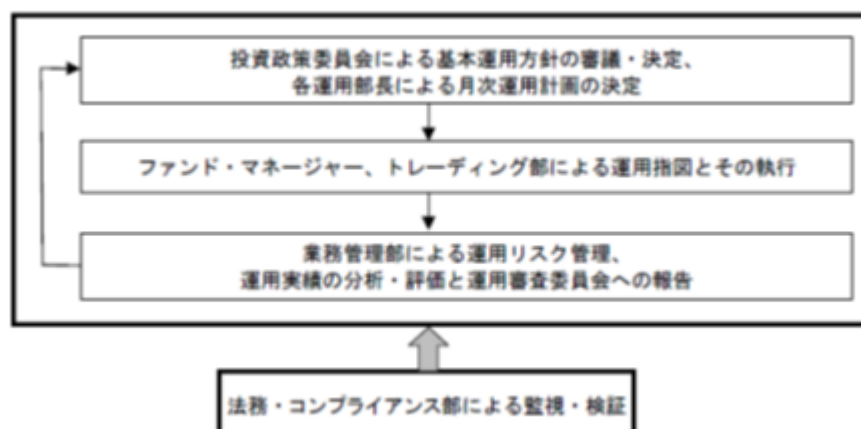 投資政策委員会による基本運用方針の審議・決定、
各運用部長による月次運用計画の決定
ファンド・マネージャー、トレーディング部による運用指図とその執行
業務管理部による運用リスク管理、
運用実績の分析・評価と運用審査委員会への報告
法務・コンプライアンス部による監視・検証